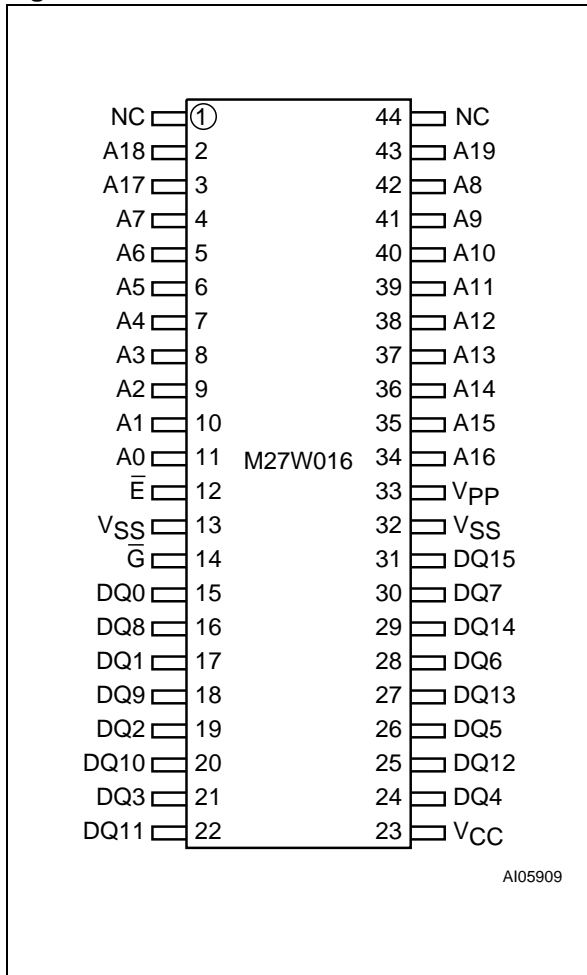 NC 1 44 NC
A18 2 43 A19
A17 3 42 A8
A7 4 41 A9
A6 5 40 A10
A5 6 39 A11
A4 7 38 A12
A3 8 37 A13
A2 9 36 A14
A1 10 35 A15
A0 11 M27W016 34 A16
E̅ 12 33 VPP
VSS 13 32 VSS
G̅ 14 31 DQ15
DQ0 15 30 DQ7
DQ8 16 29 DQ14
DQ1 17 28 DQ6
DQ9 18 27 DQ13
DQ2 19 26 DQ5
DQ10 20 25 DQ12
DQ3 21 24 DQ4
DQ11 22 23 VCC
AI05909